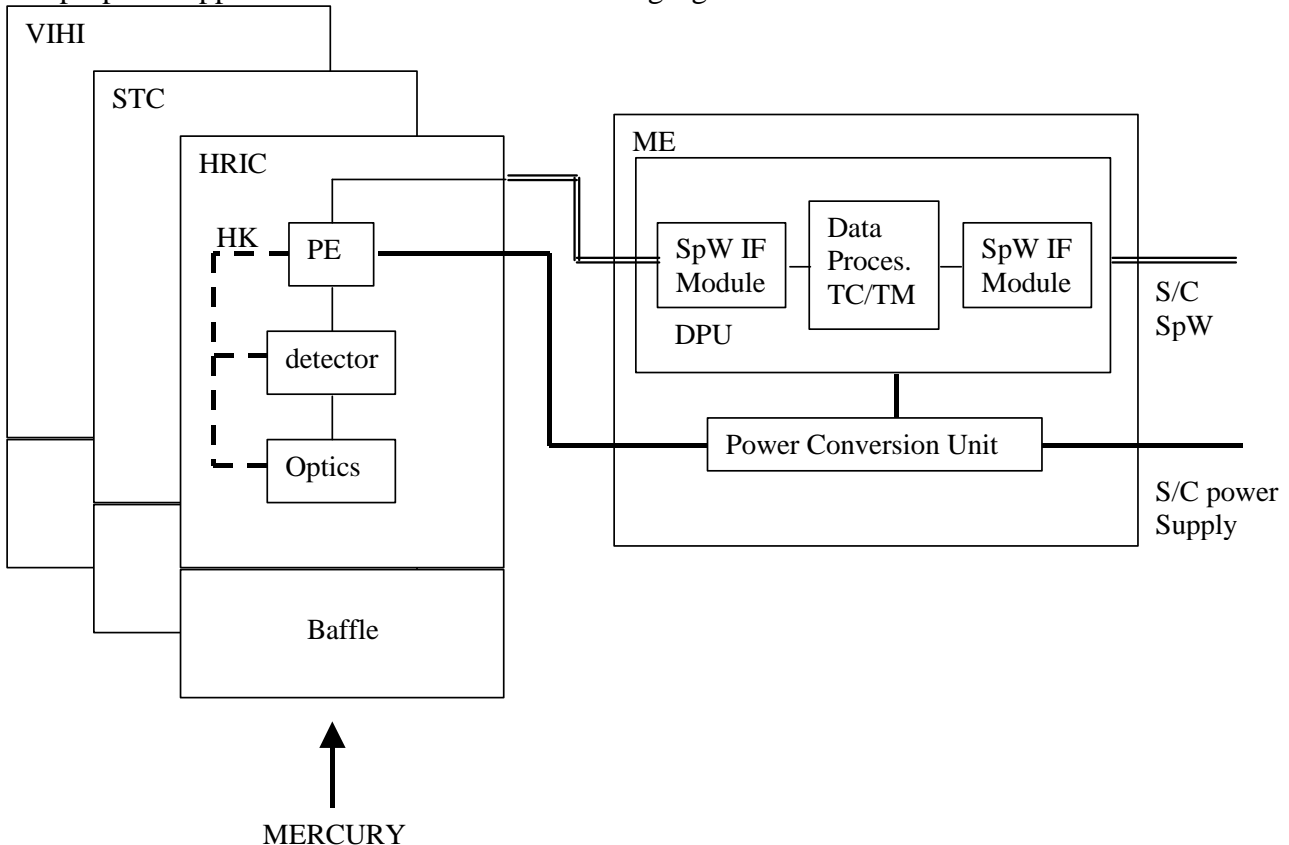 VIHI
STC
HRIC
HK
PE
detector
Optics
Baffle
MERCURY
ME
SpW IF
Module
Data
Proces.
TC/TM
SpW IF
Module
DPU
Power Conversion Unit
S/C
SpW
S/C power
Supply